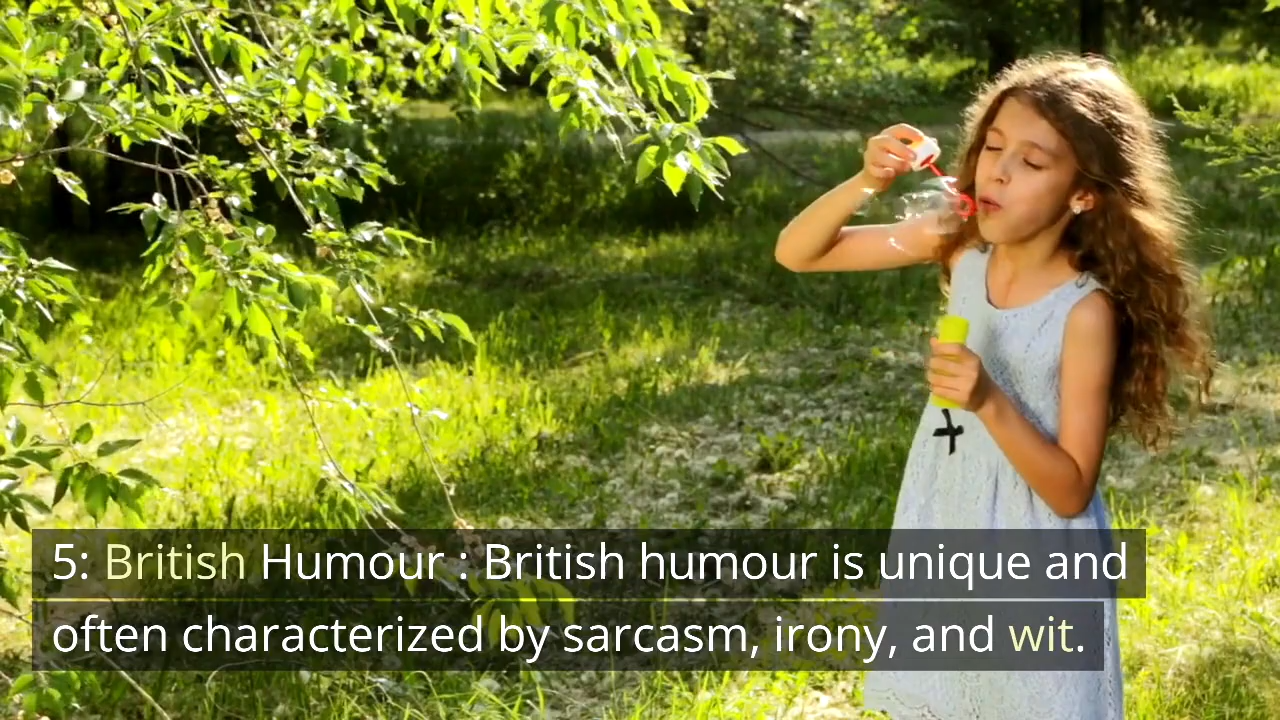 5: British Humour : British humour is unique and
often characterized by sarcasm, irony, and wit.